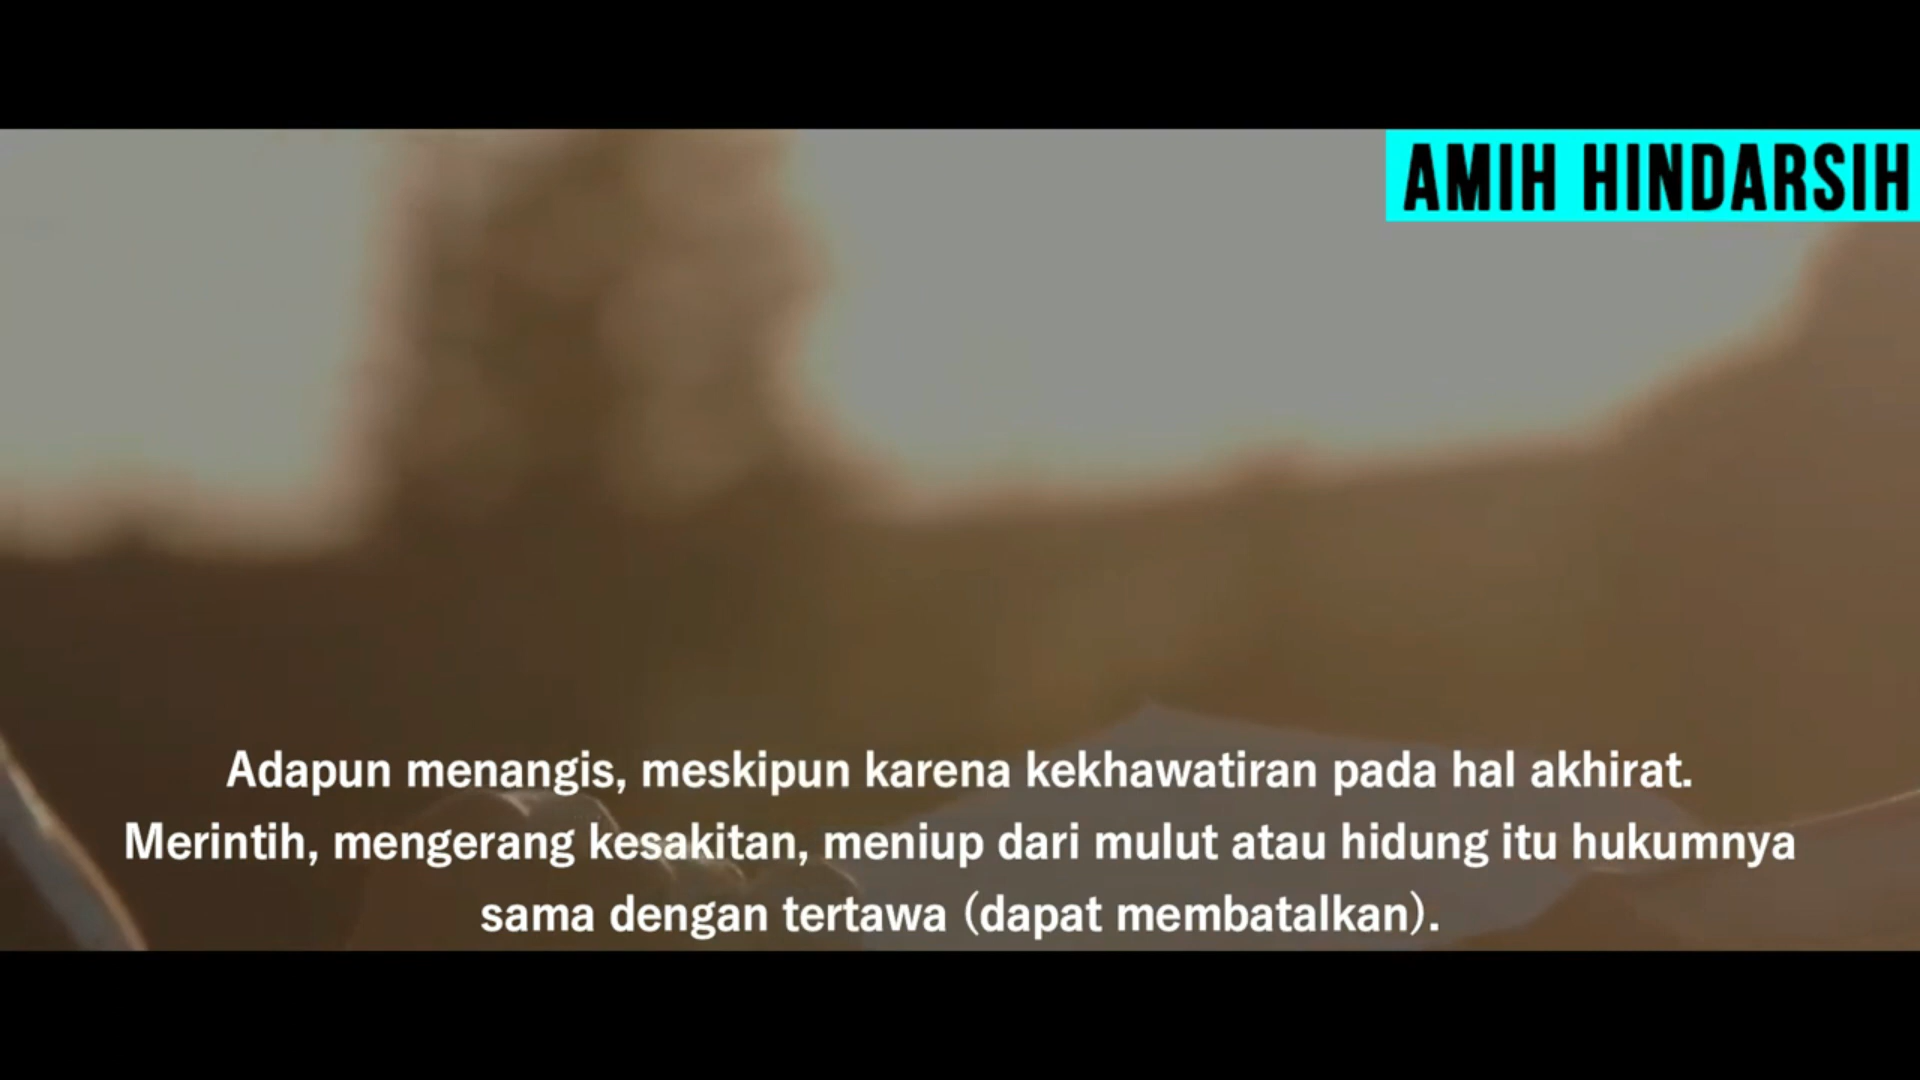 AMIH HINDARSIH
Adapun menangis, meskipun karena kekhawatiran pada hal akhirat.
Merintih, mengerang kesakitan, meniup dari mulut atau hidung itu hukumnya
sama dengan tertawa (dapat membatalkan).